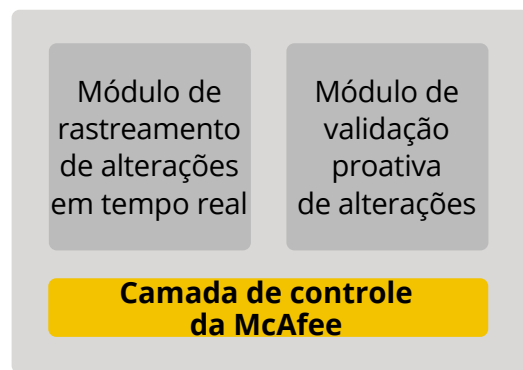 Módulo de
rastreamento
de alterações
em tempo real
Módulo de
validação
proativa
de alterações
Camada de controle
da McAfee